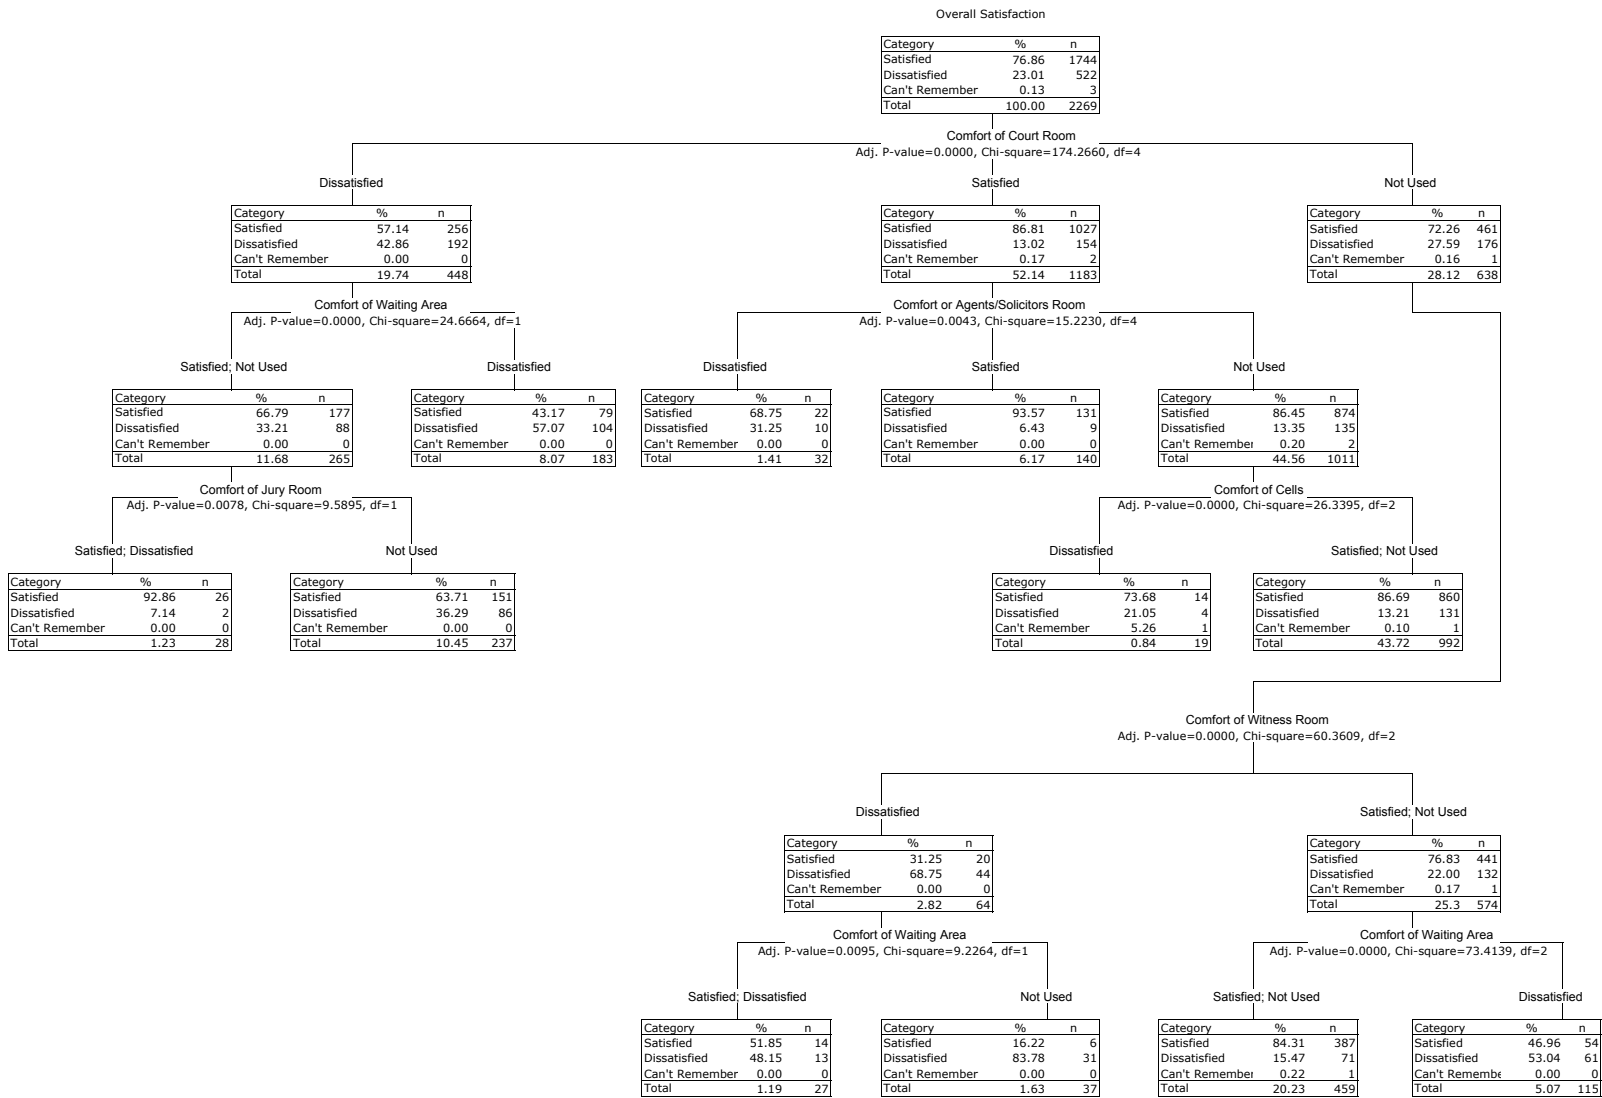 Overall Satisfaction
Category % n
Satisfied 76.86 1744
Dissatisfied 23.01 522
Can't Remember 0.13 3
Total 100.00 2269
Comfort of Court Room
Adj. P-value=0.0000, Chi-square=174.2660, df=4
Dissatisfied
Category % n
Satisfied 57.14 256
Dissatisfied 42.86 192
Can't Remember 0.00 0
Total 19.74 448
Satisfied
Category % n
Satisfied 86.81 1027
Dissatisfied 13.02 154
Can't Remember 0.17 2
Total 52.14 1183
Not Used
Category % n
Satisfied 72.26 461
Dissatisfied 27.59 176
Can't Remember 0.16 1
Total 28.12 638
Comfort of Waiting Area
Adj. P-value=0.0000, Chi-square=24.6664, df=1
Comfort or Agents/Solicitors Room
Adj. P-value=0.0043, Chi-square=15.2230, df=4
Satisfied; Not Used
Category % n
Satisfied 66.79 177
Dissatisfied 33.21 88
Can't Remember 0.00 0
Total 11.68 265
Dissatisfied
Category % n
Satisfied 43.17 79
Dissatisfied 57.07 104
Can't Remember 0.00 0
Total 8.07 183
Dissatisfied
Category % n
Satisfied 68.75 22
Dissatisfied 31.25 10
Can't Remember 0.00 0
Total 1.41 32
Satisfied
Category % n
Satisfied 93.57 131
Dissatisfied 6.43 9
Can't Remember 0.00 0
Total 6.17 140
Not Used
Category % n
Satisfied 86.45 874
Dissatisfied 13.35 135
Can't Remember 0.20 2
Total 44.56 1011
Comfort of Jury Room
Adj. P-value=0.0078, Chi-square=9.5895, df=1
Comfort of Cells
Adj. P-value=0.0000, Chi-square=26.3395, df=2
Satisfied; Dissatisfied
Category % n
Satisfied 92.86 26
Dissatisfied 7.14 2
Can't Remember 0.00 0
Total 1.23 28
Not Used
Category % n
Satisfied 63.71 151
Dissatisfied 36.29 86
Can't Remember 0.00 0
Total 10.45 237
Dissatisfied
Category % n
Satisfied 73.68 14
Dissatisfied 21.05 4
Can't Remember 5.26 1
Total 0.84 19
Satisfied; Not Used
Category % n
Satisfied 86.69 860
Dissatisfied 13.21 131
Can't Remember 0.10 1
Total 43.72 992
Comfort of Witness Room
Adj. P-value=0.0000, Chi-square=60.3609, df=2
Dissatisfied
Category % n
Satisfied 31.25 20
Dissatisfied 68.75 44
Can't Remember 0.00 0
Total 2.82 64
Satisfied; Not Used
Category % n
Satisfied 76.83 441
Dissatisfied 22.00 132
Can't Remember 0.17 1
Total 25.3 574
Comfort of Waiting Area
Adj. P-value=0.0095, Chi-square=9.2264, df=1
Comfort of Waiting Area
Adj. P-value=0.0000, Chi-square=73.4139, df=2
Satisfied; Dissatisfied
Category % n
Satisfied 51.85 14
Dissatisfied 48.15 13
Can't Remember 0.00 0
Total 1.19 27
Not Used
Category % n
Satisfied 16.22 6
Dissatisfied 83.78 31
Can't Remember 0.00 0
Total 1.63 37
Satisfied; Not Used
Category % n
Satisfied 84.31 387
Dissatisfied 15.47 71
Can't Remember 0.22 1
Total 20.23 459
Dissatisfied
Category % n
Satisfied 46.96 54
Dissatisfied 53.04 61
Can't Remembe 0.00 0
Total 5.07 115